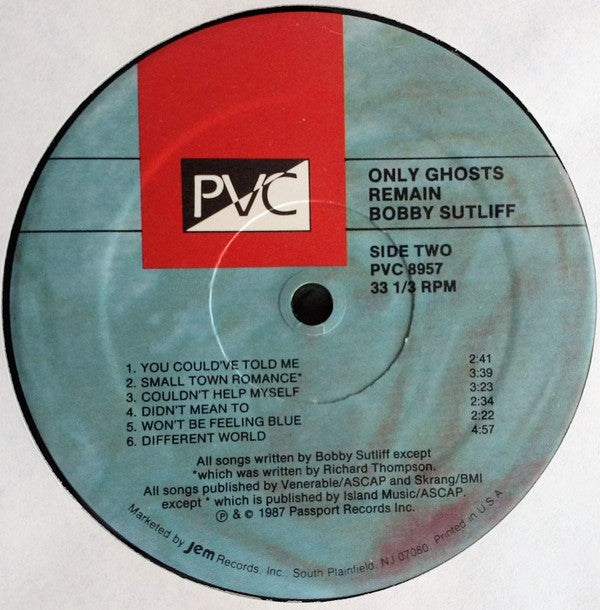 PVC
ONLY GHOSTS
REMAIN
BOBBY SUTLIFF
SIDE TWO
PVC 8957
33 1/3 RPM
1. YOU COULD'VE TOLD ME 2:41
2. SMALL TOWN ROMANCE* 3:39
3. COULDN'T HELP MYSELF 3:23
4. DIDN'T MEAN TO 2:34
5. WON'T BE FEELING BLUE 2:22
6. DIFFERENT WORLD 4:57
All songs written by Bobby Sutliff except
*which was written by Richard Thompson.
All songs published by Venerable/ASCAP and Skrang/BMI
except * which is published by Island Music/ASCAP.
℗ & © 1987 Passport Records Inc.
Marketed by Jem Records, Inc., South Plainfield, NJ 07080. Printed in U.S.A.